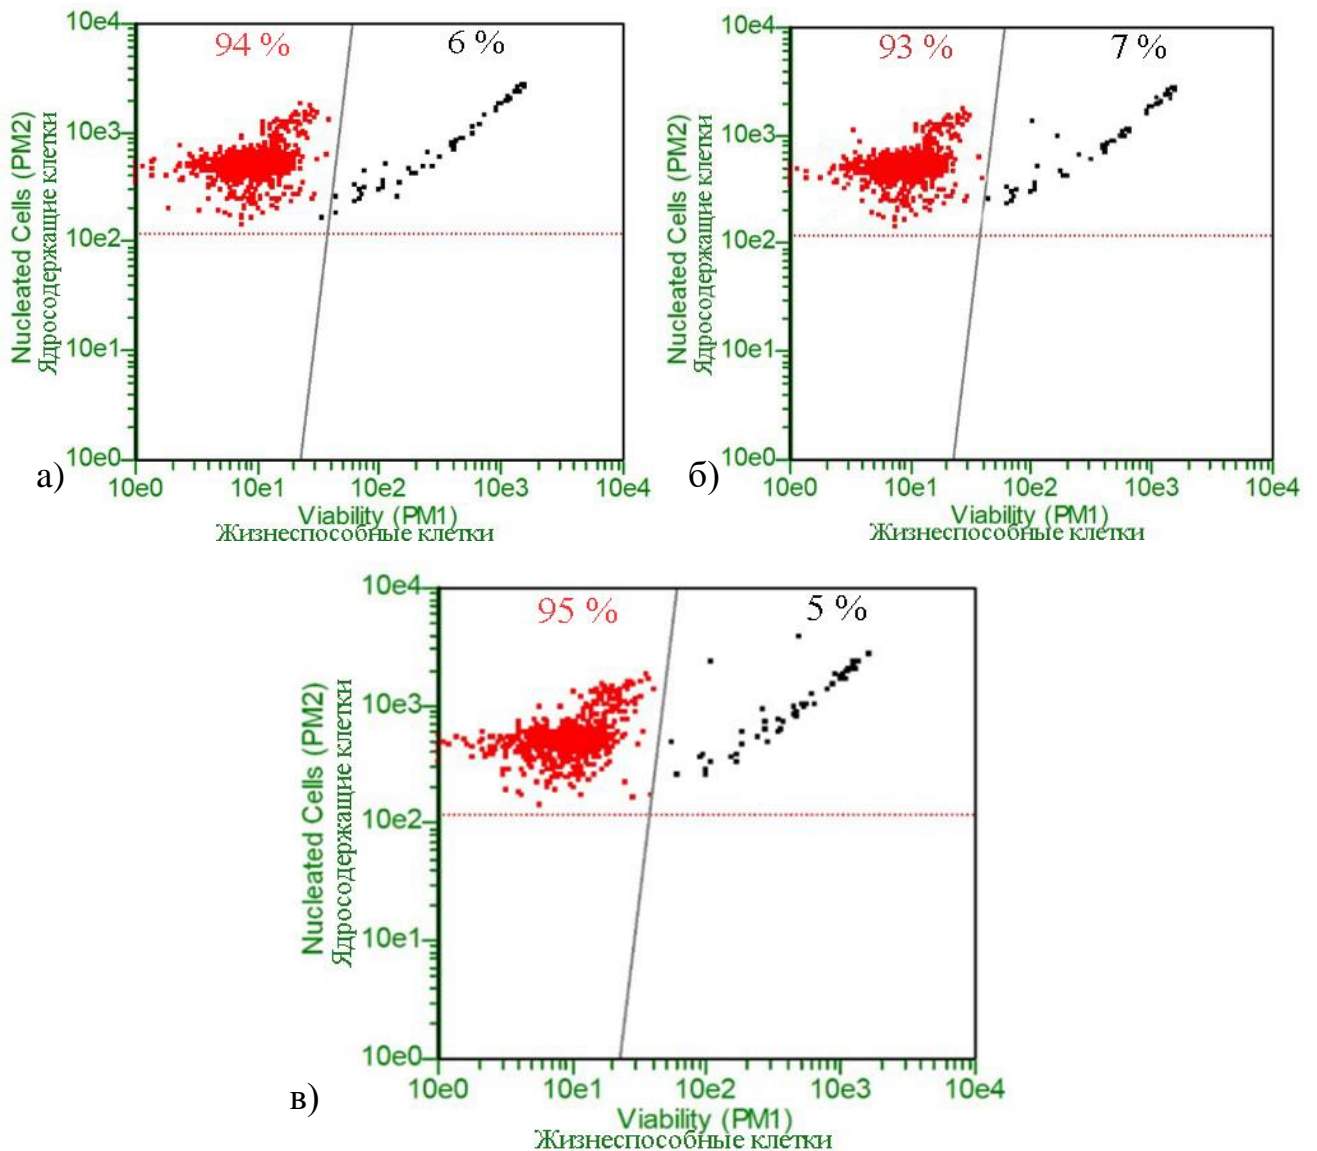 10e4
94 %
6 %
10e3
10e2
10e1
10e0
Nucleated Cells (PM2)
Ядросодержащие клетки
а)
10e0 10e1 10e2 10e3 10e4
Viability (PM1)
Жизнеспособные клетки
10e4
93 %
7 %
10e3
10e2
10e1
10e0
Nucleated Cells (PM2)
Ядросодержащие клетки
б)
10e0 10e1 10e2 10e3 10e4
Viability (PM1)
Жизнеспособные клетки
10e4
95 %
5 %
10e3
10e2
10e1
10e0
Nucleated Cells (PM2)
Ядросодержащие клетки
в)
10e0 10e1 10e2 10e3 10e4
Viability (PM1)
Жизнеспособные клетки